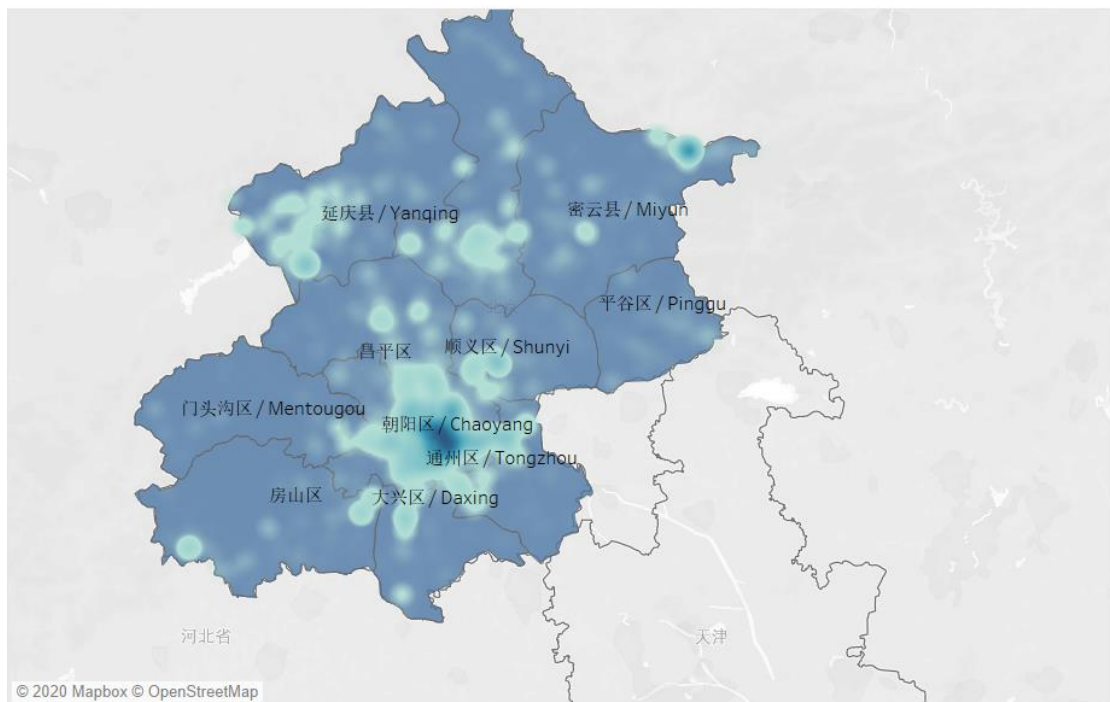 延庆县 / Yanqing
密云县 / Miyun
平谷区 / Pinggu
昌平区
顺义区 / Shunyi
门头沟区 / Mentougou
朝阳区 / Chaoyang
通州区 / Tongzhou
房山区
大兴区 / Daxing
河北省
天津
© 2020 Mapbox © OpenStreetMap